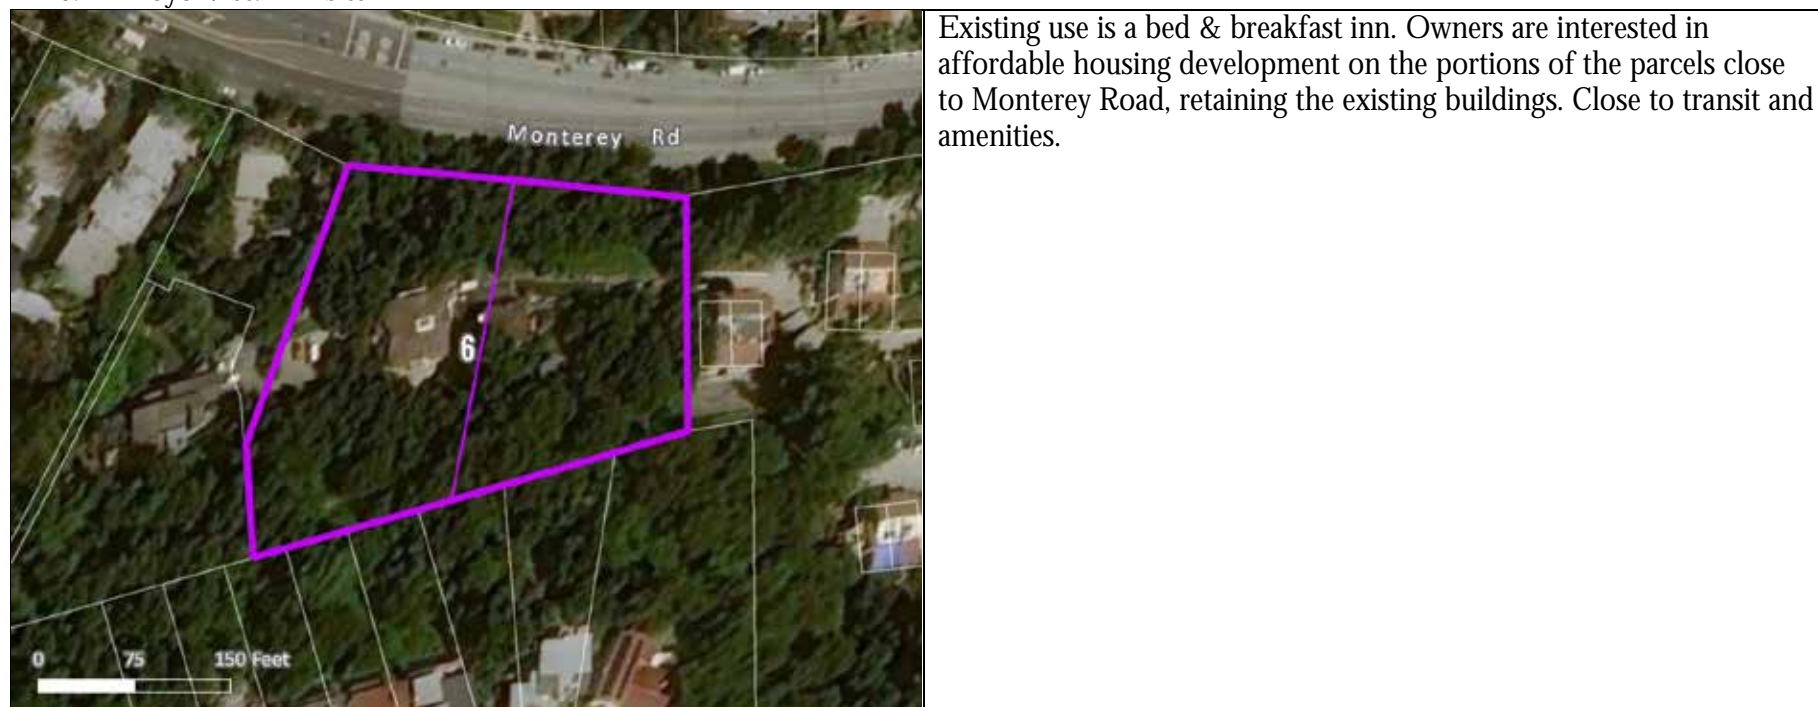 Existing use is a bed & breakfast inn. Owners are interested in
affordable housing development on the portions of the parcels close
to Monterey Road, retaining the existing buildings. Close to transit and
amenities.
Monterey Rd
6
0 75 150 Feet